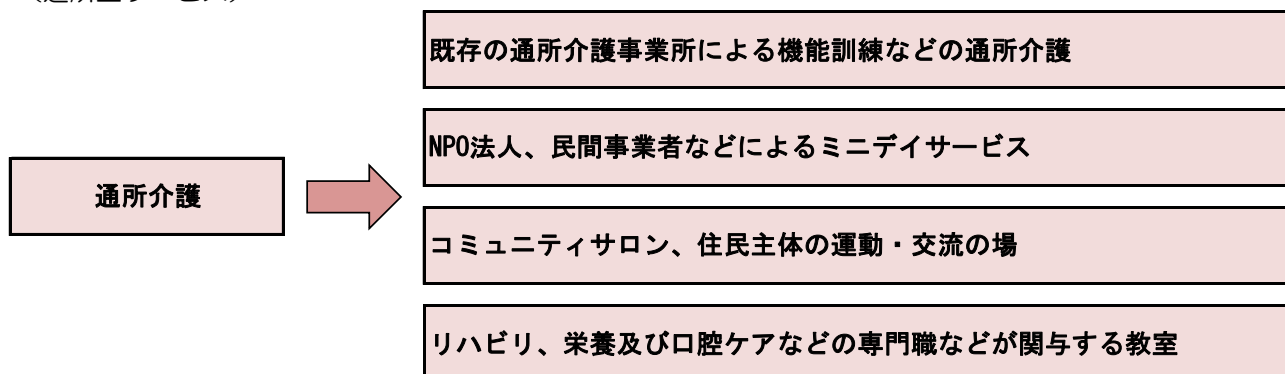 既存の通所介護事業所による機能訓練などの通所介護
NPO法人、民間事業者などによるミニデイサービス
通所介護
コミュニティサロン、住民主体の運動・交流の場
リハビリ、栄養及び口腔ケアなどの専門職などが関与する教室